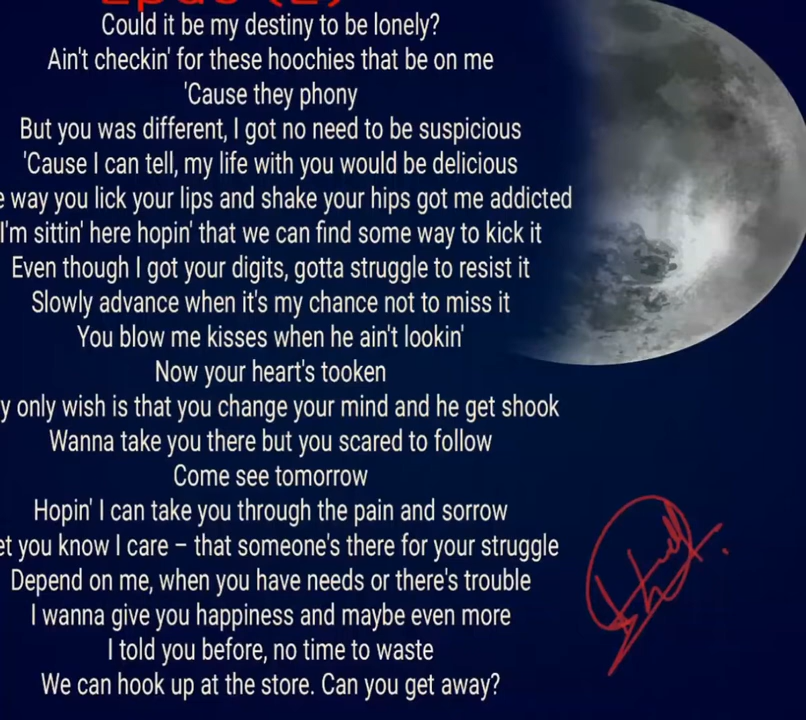 Could it be my destiny to be lonely?
Ain't checkin' for these hoochies that be on me
'Cause they phony
But you was different, I got no need to be suspicious
'Cause I can tell, my life with you would be delicious
e way you lick your lips and shake your hips got me addicted
I'm sittin' here hopin' that we can find some way to kick it
Even though I got your digits, gotta struggle to resist it
Slowly advance when it's my chance not to miss it
You blow me kisses when he ain't lookin'
Now your heart's tooken
y only wish is that you change your mind and he get shook
Wanna take you there but you scared to follow
Come see tomorrow
Hopin' I can take you through the pain and sorrow
et you know I care – that someone's there for your struggle
Depend on me, when you have needs or there's trouble
I wanna give you happiness and maybe even more
I told you before, no time to waste
We can hook up at the store. Can you get away?